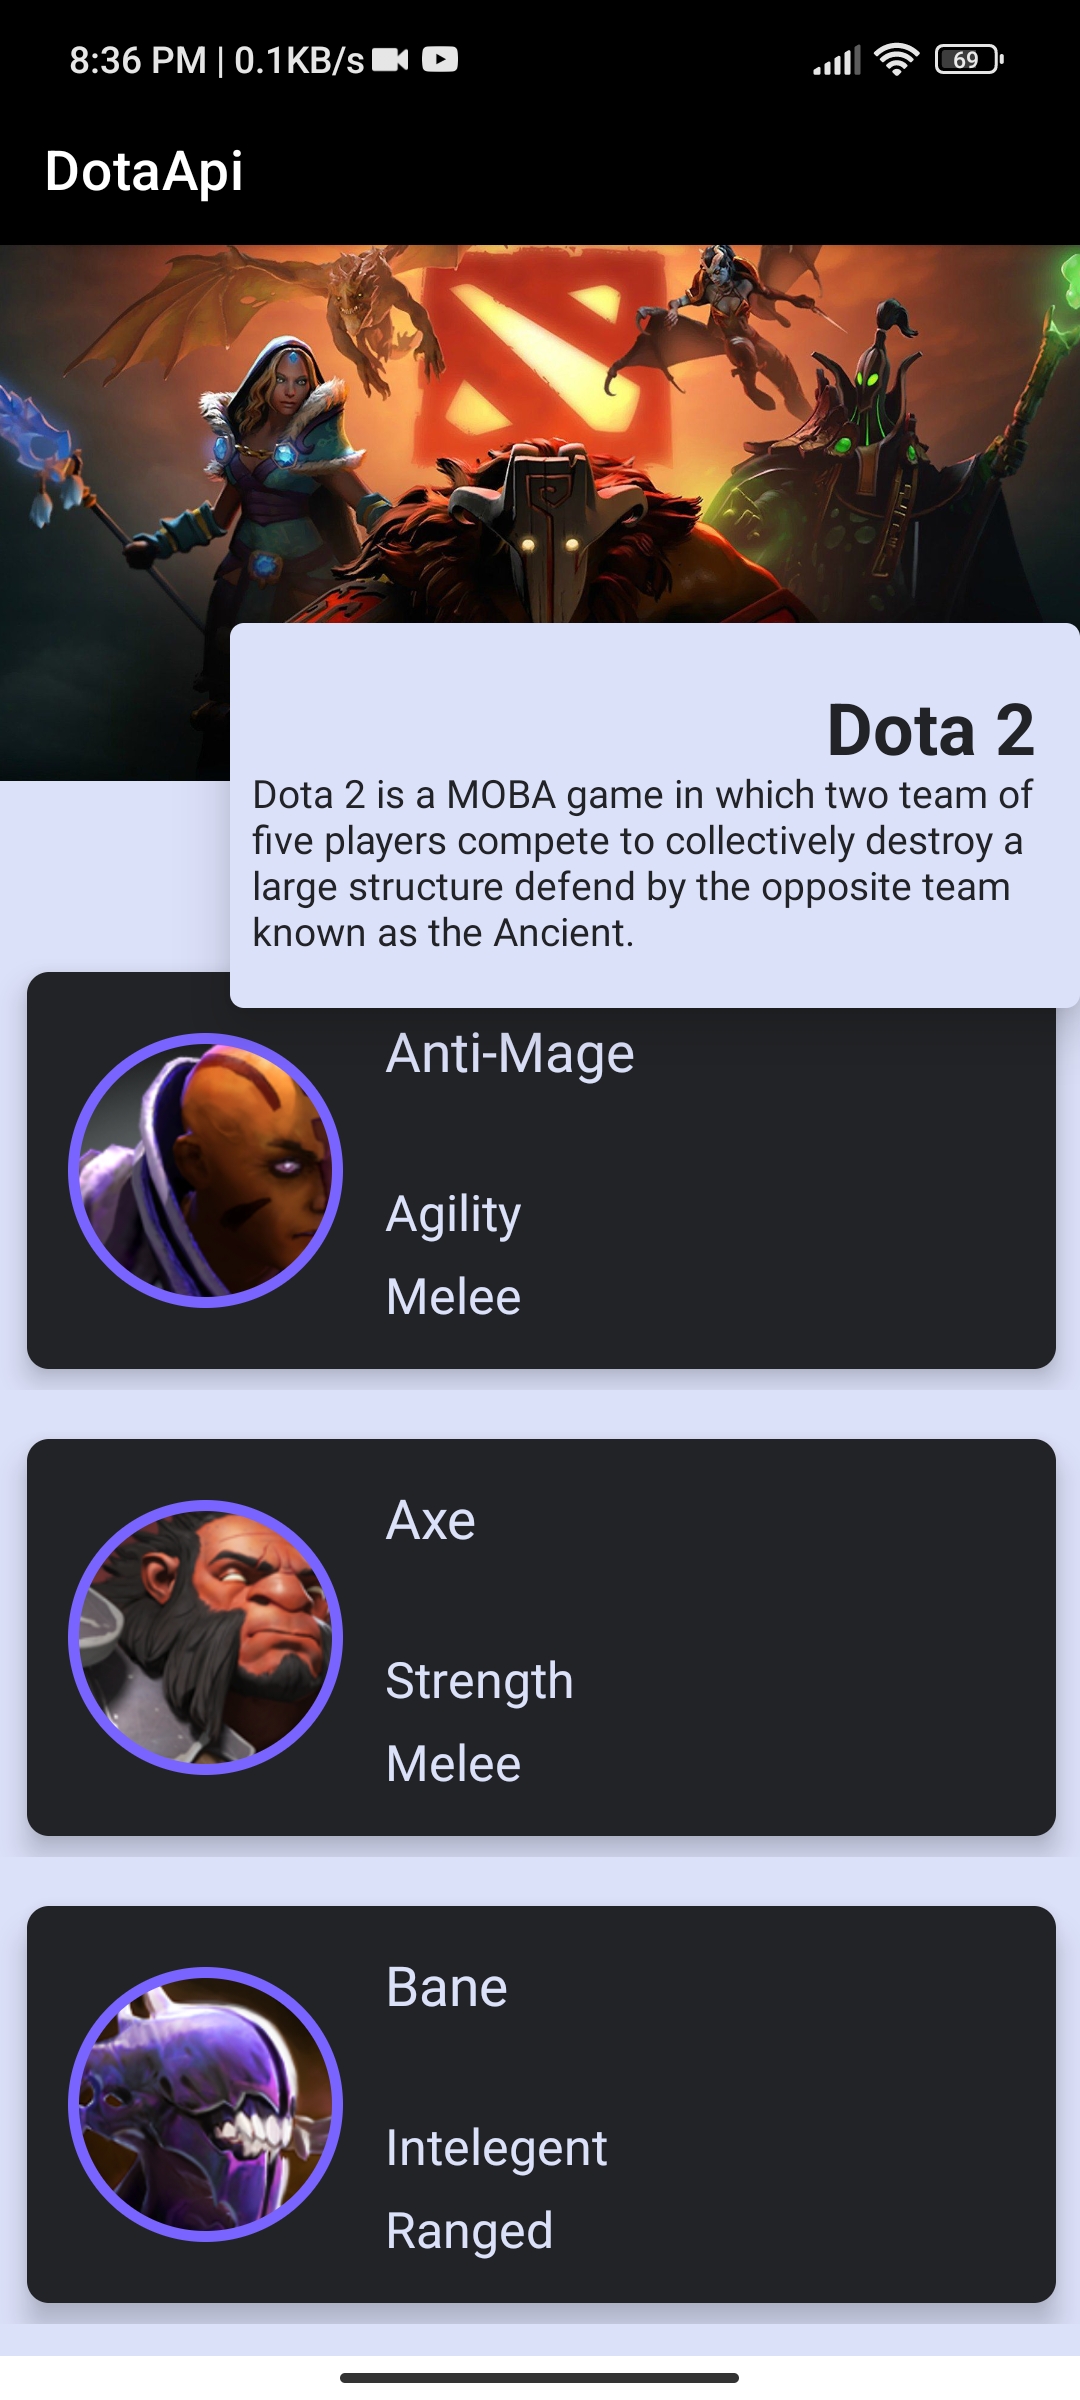 8:36 PM | 0.1KB/s
69
DotaApi
Dota 2
Dota 2 is a MOBA game in which two team of
five players compete to collectively destroy a
large structure defend by the opposite team
known as the Ancient.
Anti-Mage
Agility
Melee
Axe
Strength
Melee
Bane
Intelegent
Ranged